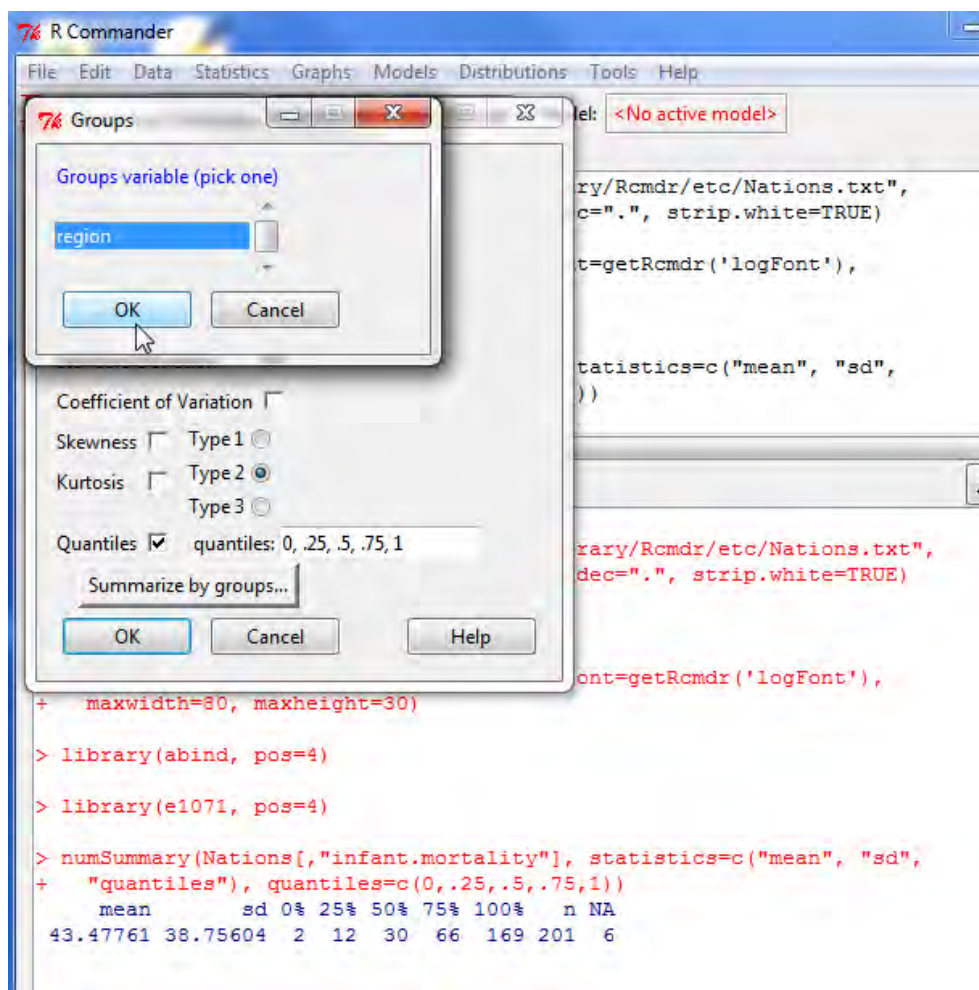 R Commander
File Edit Data Statistics Graphs Models Distributions Tools Help
Groups
del: <No active model>
Groups variable (pick one)
region
OK Cancel
ry/Rcmdr/etc/Nations.txt",
c=".", strip.white=TRUE)
t=getRcmdr('logFont'),
tatistics=c("mean", "sd",
))
Coefficient of Variation
Skewness Type 1
Kurtosis Type 2
Type 3
Quantiles quantiles: 0, .25, .5, .75, 1
Summarize by groups...
OK Cancel Help
rary/Rcmdr/etc/Nations.txt",
dec=".", strip.white=TRUE)
ont=getRcmdr('logFont'),
+ maxwidth=80, maxheight=30)
> library(abind, pos=4)
> library(e1071, pos=4)
> numSummary(Nations[,"infant.mortality"], statistics=c("mean", "sd",
+ "quantiles"), quantiles=c(0,.25,.5,.75,1))
mean sd 0% 25% 50% 75% 100% n NA
43.47761 38.75604 2 12 30 66 169 201 6